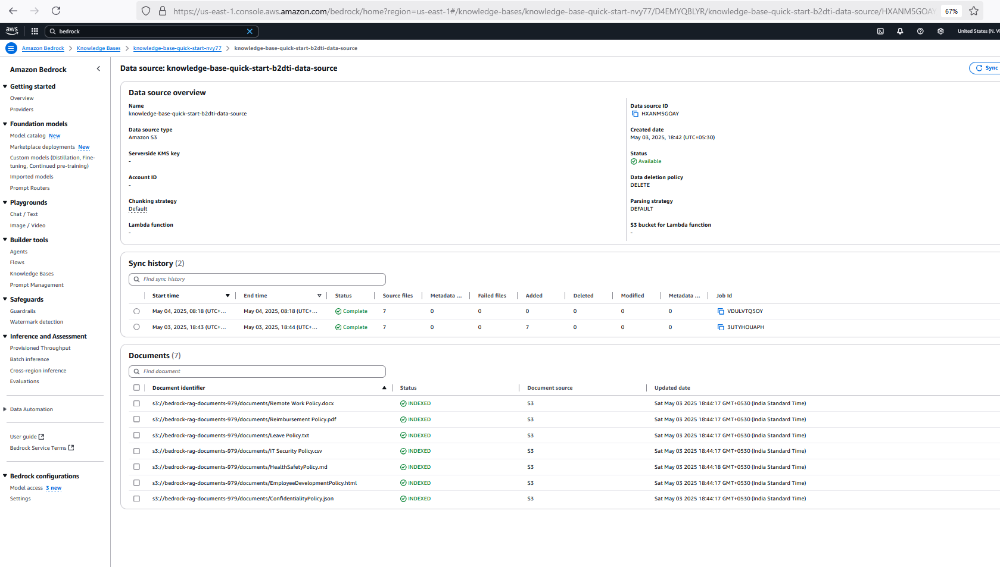 https://us-east-1.console.aws.amazon.com/bedrock/home?region=us-east-1#/knowledge-bases/knowledge-base-quick-start-nvy77/D4EMYQBLYR/knowledge-base-quick-start-b2dti-data-source/HXANM5GOAY 67%
aws bedrock United States (N. Vi
Amazon Bedrock > Knowledge Bases > knowledge-base-quick-start-nvy77 > knowledge-base-quick-start-b2dti-data-source
Amazon Bedrock
Getting started
Overview
Providers
Foundation models
Model catalog New
Marketplace deployments New
Custom models (Distillation, Fine-
tuning, Continued pre-training)
Imported models
Prompt Routers
Playgrounds
Chat / Text
Image / Video
Builder tools
Agents
Flows
Knowledge Bases
Prompt Management
Safeguards
Guardrails
Watermark detection
Inference and Assessment
Provisioned Throughput
Batch inference
Cross-region inference
Evaluations
Data Automation
User guide
Bedrock Service Terms
Bedrock configurations
Model access 3 new
Settings
Data source: knowledge-base-quick-start-b2dti-data-source
Sync
Data source overview
Name
knowledge-base-quick-start-b2dti-data-source
Data source type
Amazon S3
Serverside KMS key
-
Account ID
-
Chunking strategy
Default
Lambda function
-
Data source ID
HXANM5GOAY
Created date
May 03, 2025, 18:42 (UTC+05:30)
Status
Available
Data deletion policy
DELETE
Parsing strategy
DEFAULT
S3 bucket for Lambda function
-
Sync history (2)
Find sync history
Start time End time Status Source files Metadata ... Failed files Added Deleted Modified Metadata ... Job Id
May 04, 2025, 08:18 (UTC+... May 04, 2025, 08:18 (UTC+... Complete 7 0 0 0 0 0 0 VDULVTQ5OY
May 03, 2025, 18:43 (UTC+... May 03, 2025, 18:44 (UTC+... Complete 7 0 0 7 0 0 0 3UTYHOUAPH
Documents (7)
Find document
Document identifier Status Document source Updated date
s3://bedrock-rag-documents-979/documents/Remote Work Policy.docx INDEXED S3 Sat May 03 2025 18:44:17 GMT+0530 (India Standard Time)
s3://bedrock-rag-documents-979/documents/Reimbursement Policy.pdf INDEXED S3 Sat May 03 2025 18:44:17 GMT+0530 (India Standard Time)
s3://bedrock-rag-documents-979/documents/Leave Policy.txt INDEXED S3 Sat May 03 2025 18:44:17 GMT+0530 (India Standard Time)
s3://bedrock-rag-documents-979/documents/IT Security Policy.csv INDEXED S3 Sat May 03 2025 18:44:17 GMT+0530 (India Standard Time)
s3://bedrock-rag-documents-979/documents/HealthSafetyPolicy.md INDEXED S3 Sat May 03 2025 18:44:18 GMT+0530 (India Standard Time)
s3://bedrock-rag-documents-979/documents/EmployeeDevelopmentPolicy.html INDEXED S3 Sat May 03 2025 18:44:17 GMT+0530 (India Standard Time)
s3://bedrock-rag-documents-979/documents/ConfidentialityPolicy.json INDEXED S3 Sat May 03 2025 18:44:17 GMT+0530 (India Standard Time)